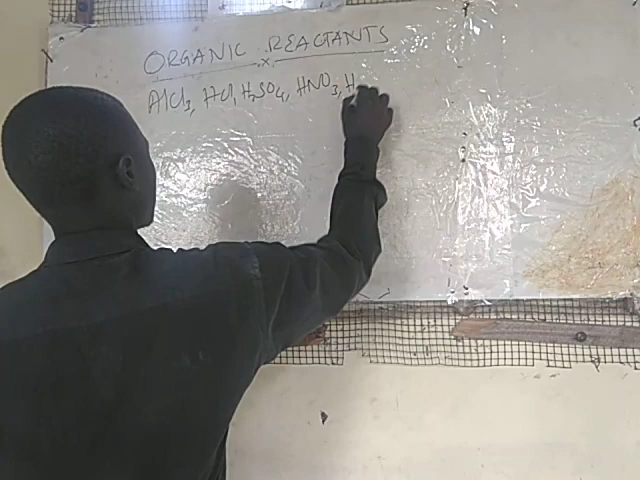 ORGANIC REACTANTS
x
AlCl₃, HCl, H₂SO₄, HNO₃, H